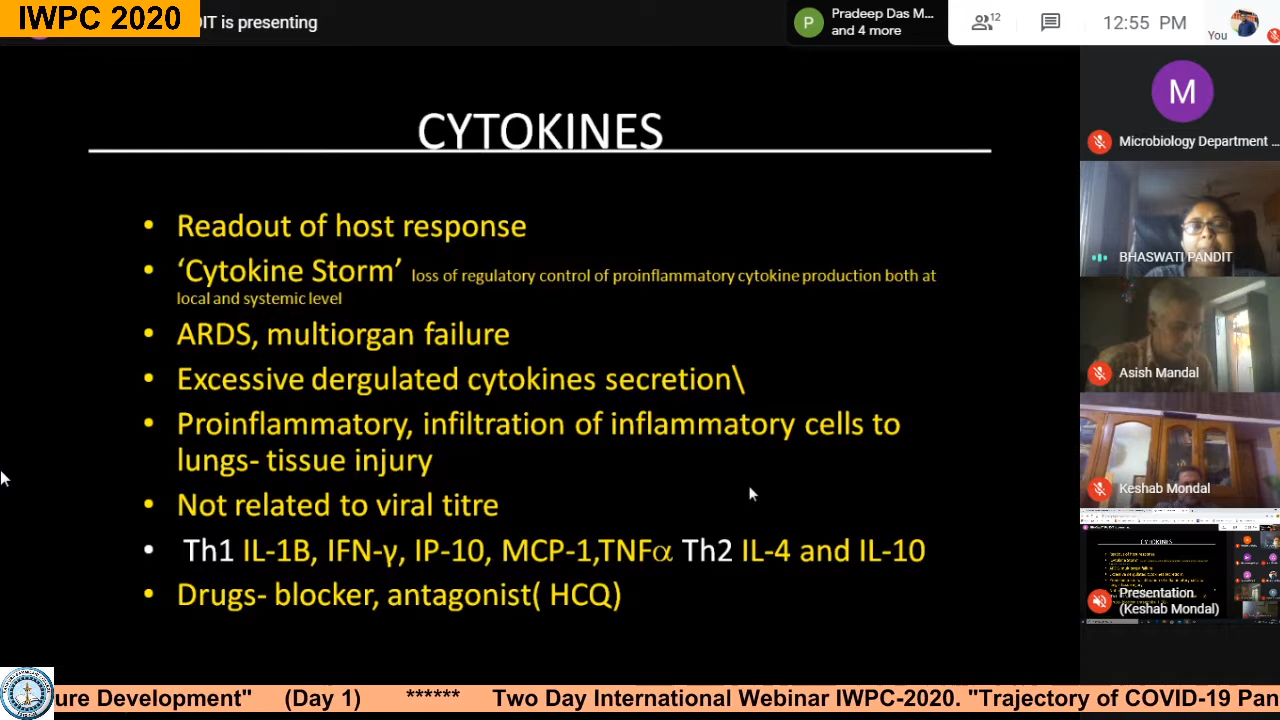 IWPC 2020
DIT is presenting
P
Pradeep Das M...
and 4 more
12
12:55 PM
You
CYTOKINES
• Readout of host response
• ‘Cytokine Storm’ loss of regulatory control of proinflammatory cytokine production both at
local and systemic level
• ARDS, multiorgan failure
• Excessive dergulated cytokines secretion\
• Proinflammatory, infiltration of inflammatory cells to
lungs- tissue injury
• Not related to viral titre
• Th1 IL-1B, IFN-γ, IP-10, MCP-1,TNFα Th2 IL-4 and IL-10
• Drugs- blocker, antagonist( HCQ)
M
Microbiology Department ...
BHASWATI PANDIT
Asish Mandal
Keshab Mondal
CYTOKINES
Presentation
(Keshab Mondal)
ure Development" (Day 1) ****** Two Day International Webinar IWPC-2020. "Trajectory of COVID-19 Pan